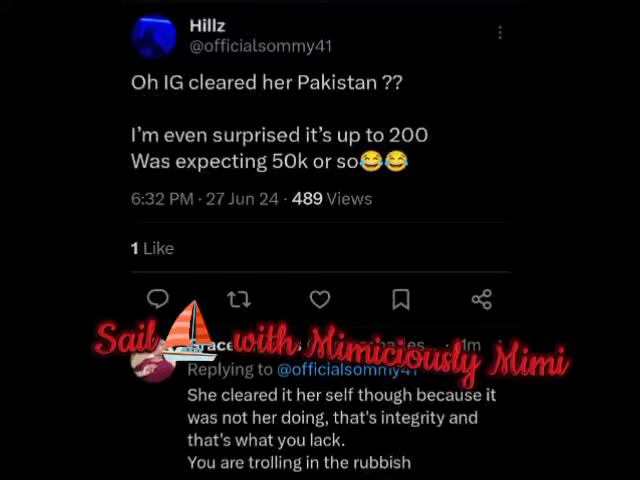 Hillz
@officialsommy41
Oh IG cleared her Pakistan ??
I'm even surprised it's up to 200
Was expecting 50k or so😂😂
6:32 PM · 27 Jun 24 · 489 Views
1 Like
Sail with Mimiciously Mimi
Grace
Replying to @officialsommy41
She cleared it her self though because it
was not her doing, that's integrity and
that's what you lack.
You are trolling in the rubbish